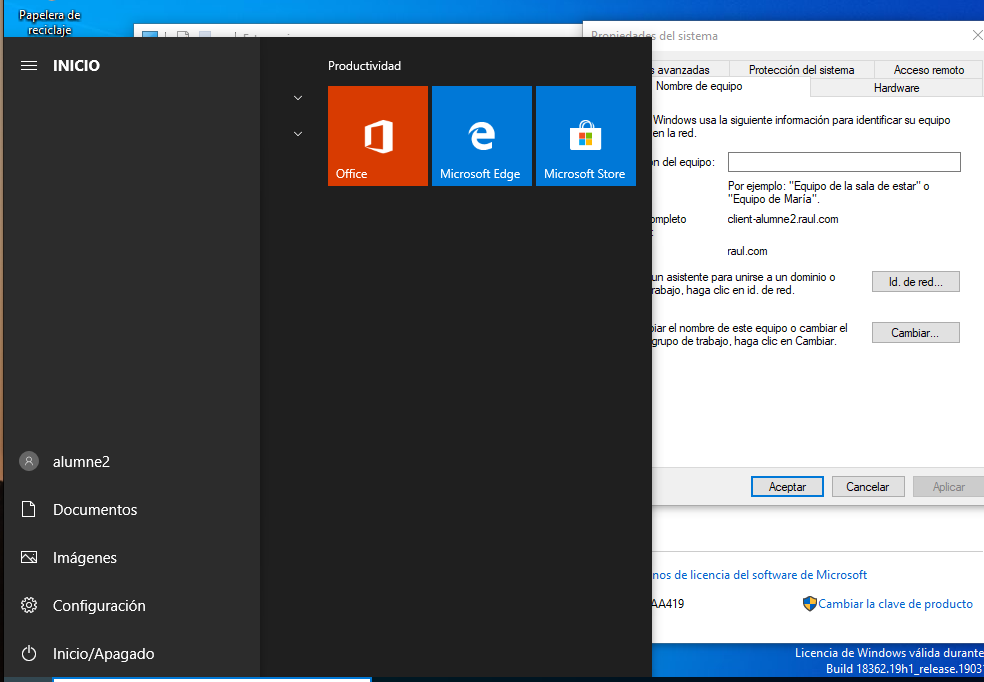 Papelera de
reciclaje
Propiedades del sistema
INICIO
Productividad
Office
Microsoft Edge
Microsoft Store
alumne2
Documentos
Imágenes
Configuración
Inicio/Apagado
s avanzadas
Protección del sistema
Acceso remoto
Nombre de equipo
Hardware
Windows usa la siguiente información para identificar su equipo
en la red.
ón del equipo:
Por ejemplo: "Equipo de la sala de estar" o
"Equipo de María".
ompleto
client-alumne2.raul.com
:
raul.com
un asistente para unirse a un dominio o
rabajo, haga clic en id. de red.
Id. de red...
biar el nombre de este equipo o cambiar el
grupo de trabajo, haga clic en Cambiar.
Cambiar...
Aceptar
Cancelar
Aplicar
nos de licencia del software de Microsoft
AA419
Cambiar la clave de producto
Licencia de Windows válida durante
Build 18362.19h1_release.1903